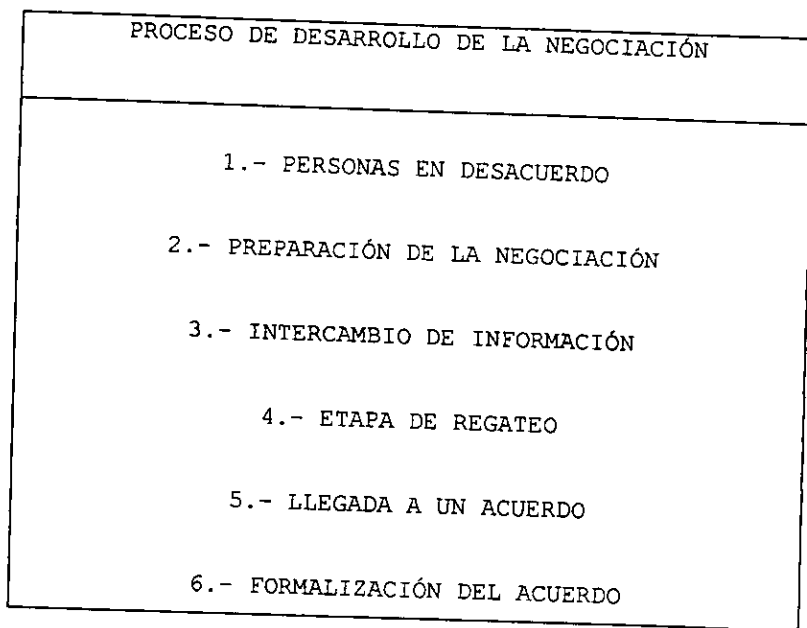 PROCESO DE DESARROLLO DE LA NEGOCIACIÓN
1.- PERSONAS EN DESACUERDO
2.- PREPARACIÓN DE LA NEGOCIACIÓN
3.- INTERCAMBIO DE INFORMACIÓN
4.- ETAPA DE REGATEO
5.- LLEGADA A UN ACUERDO
6.- FORMALIZACIÓN DEL ACUERDO